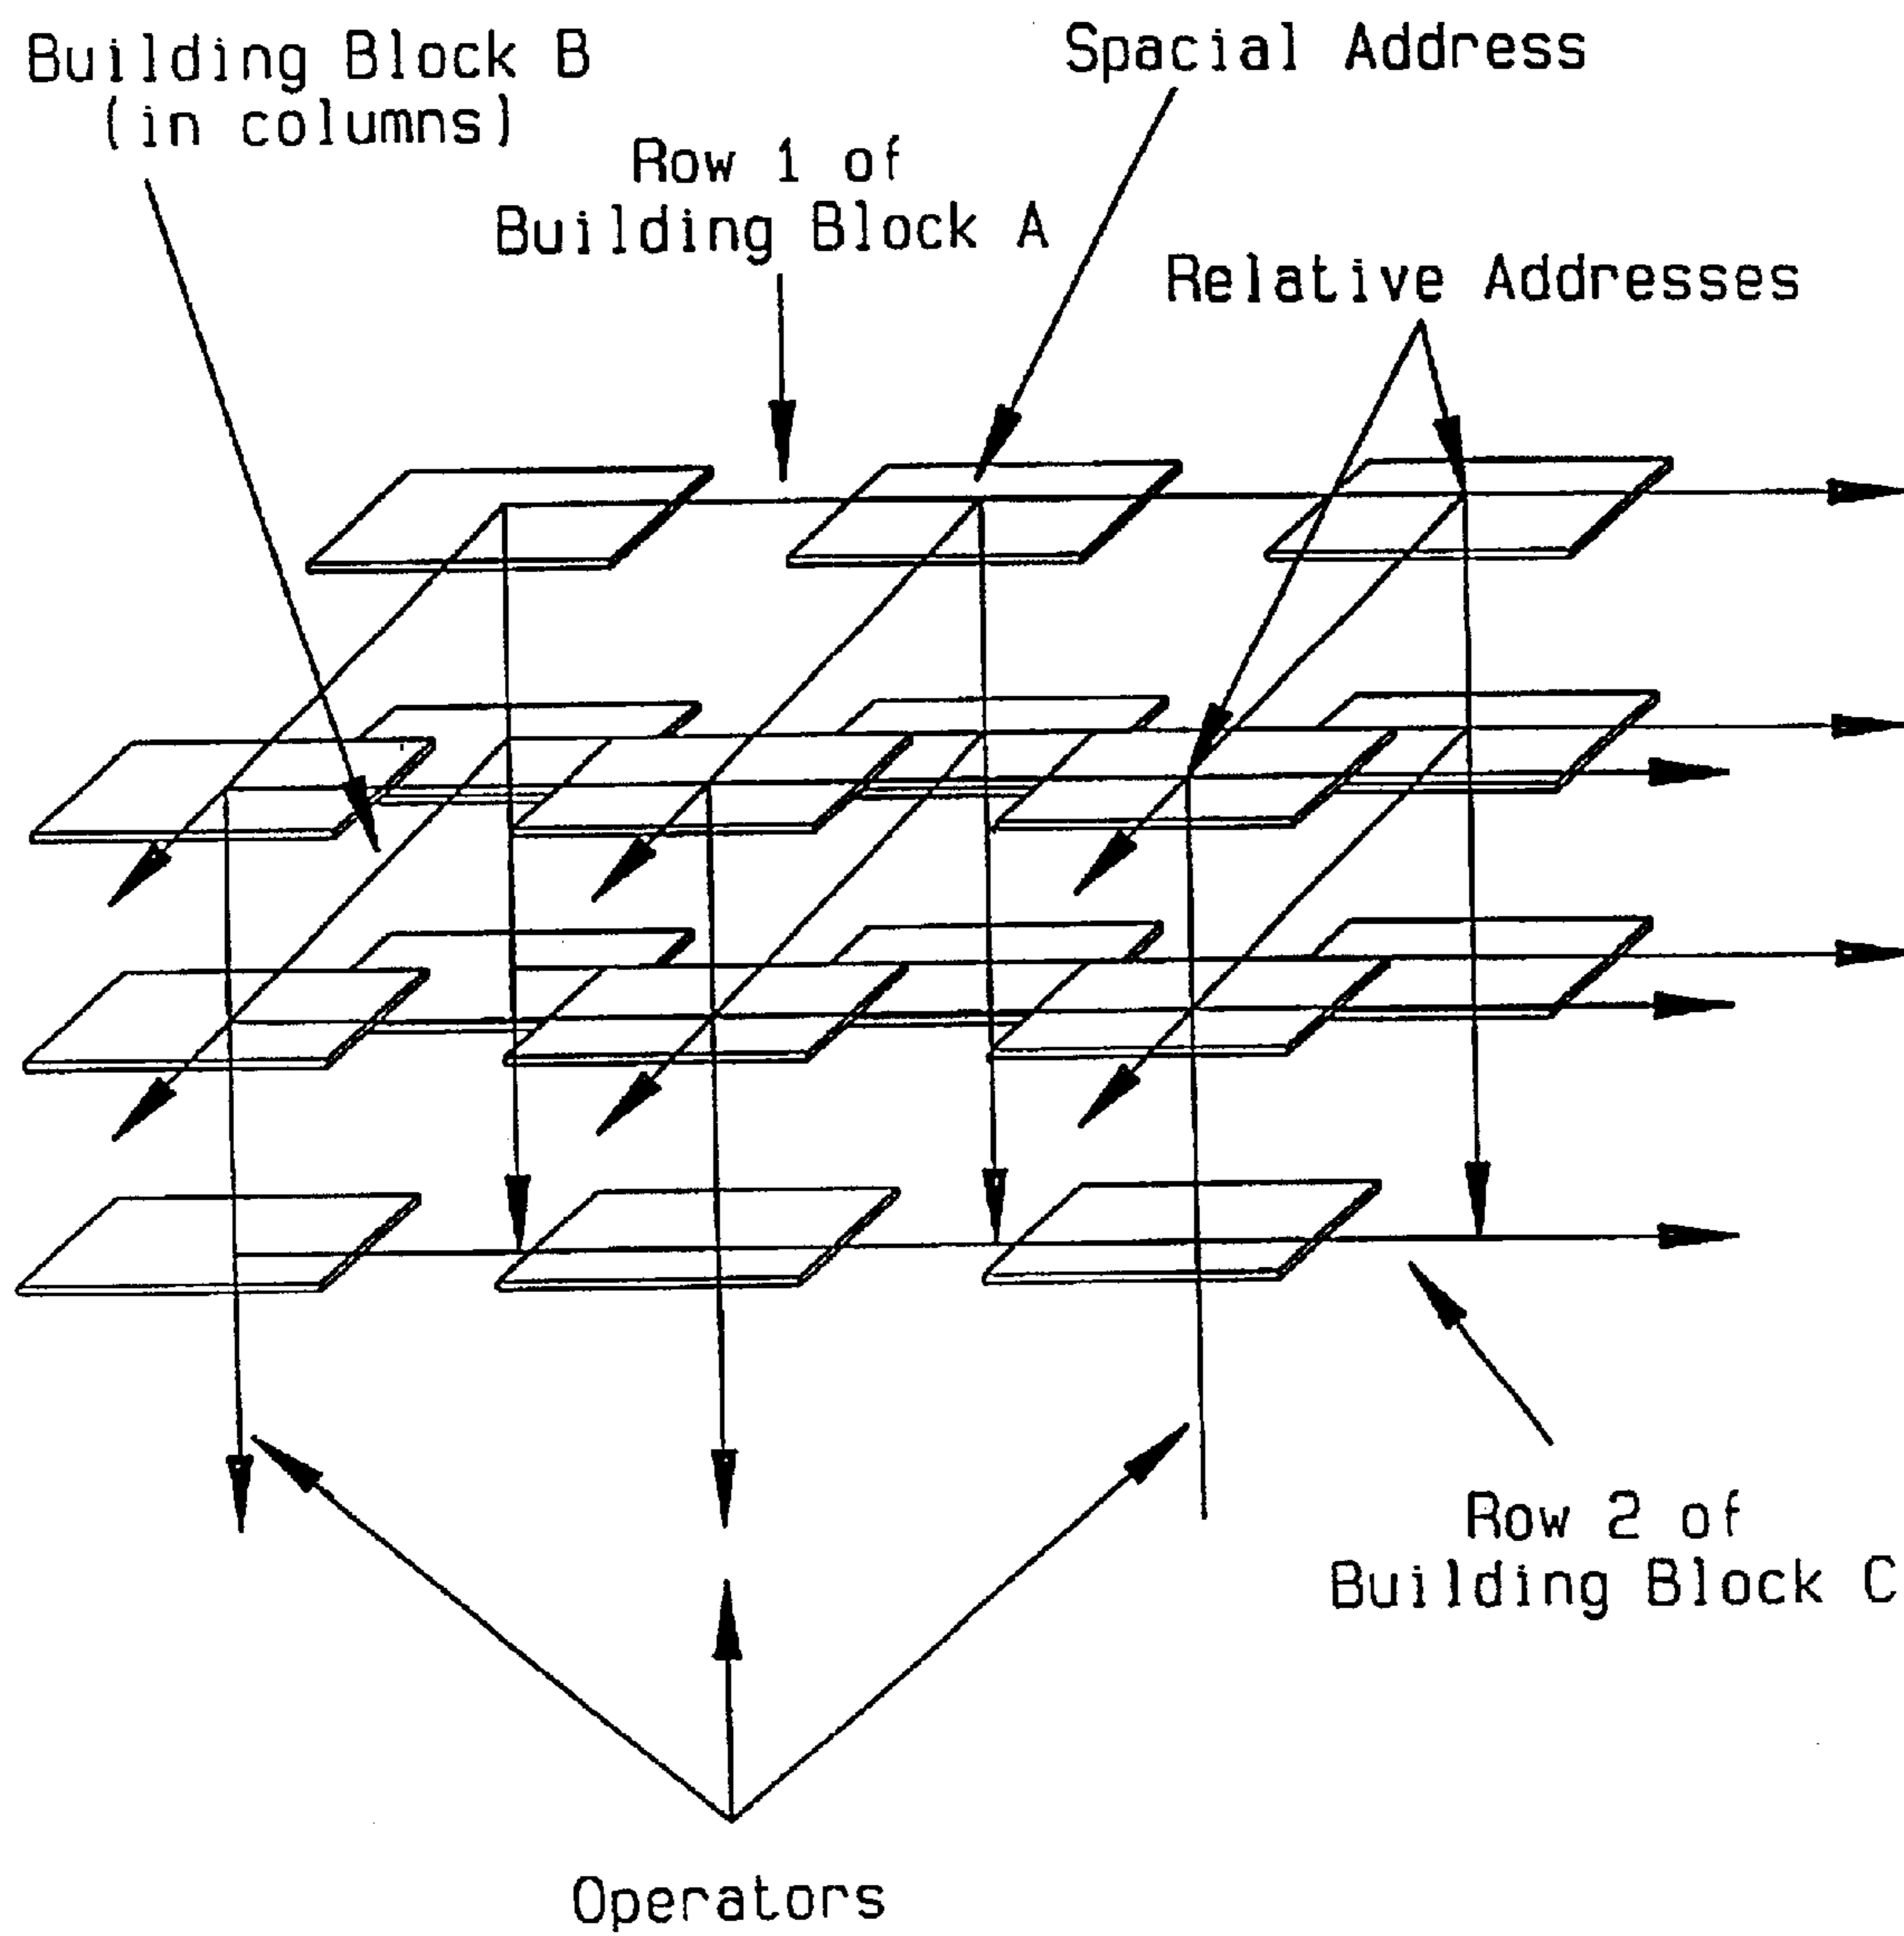 Building Block B
(in columns)
Spacial Address
Row 1 of
Building Block A
Relative Addresses
Row 2 of
Building Block C
Operators